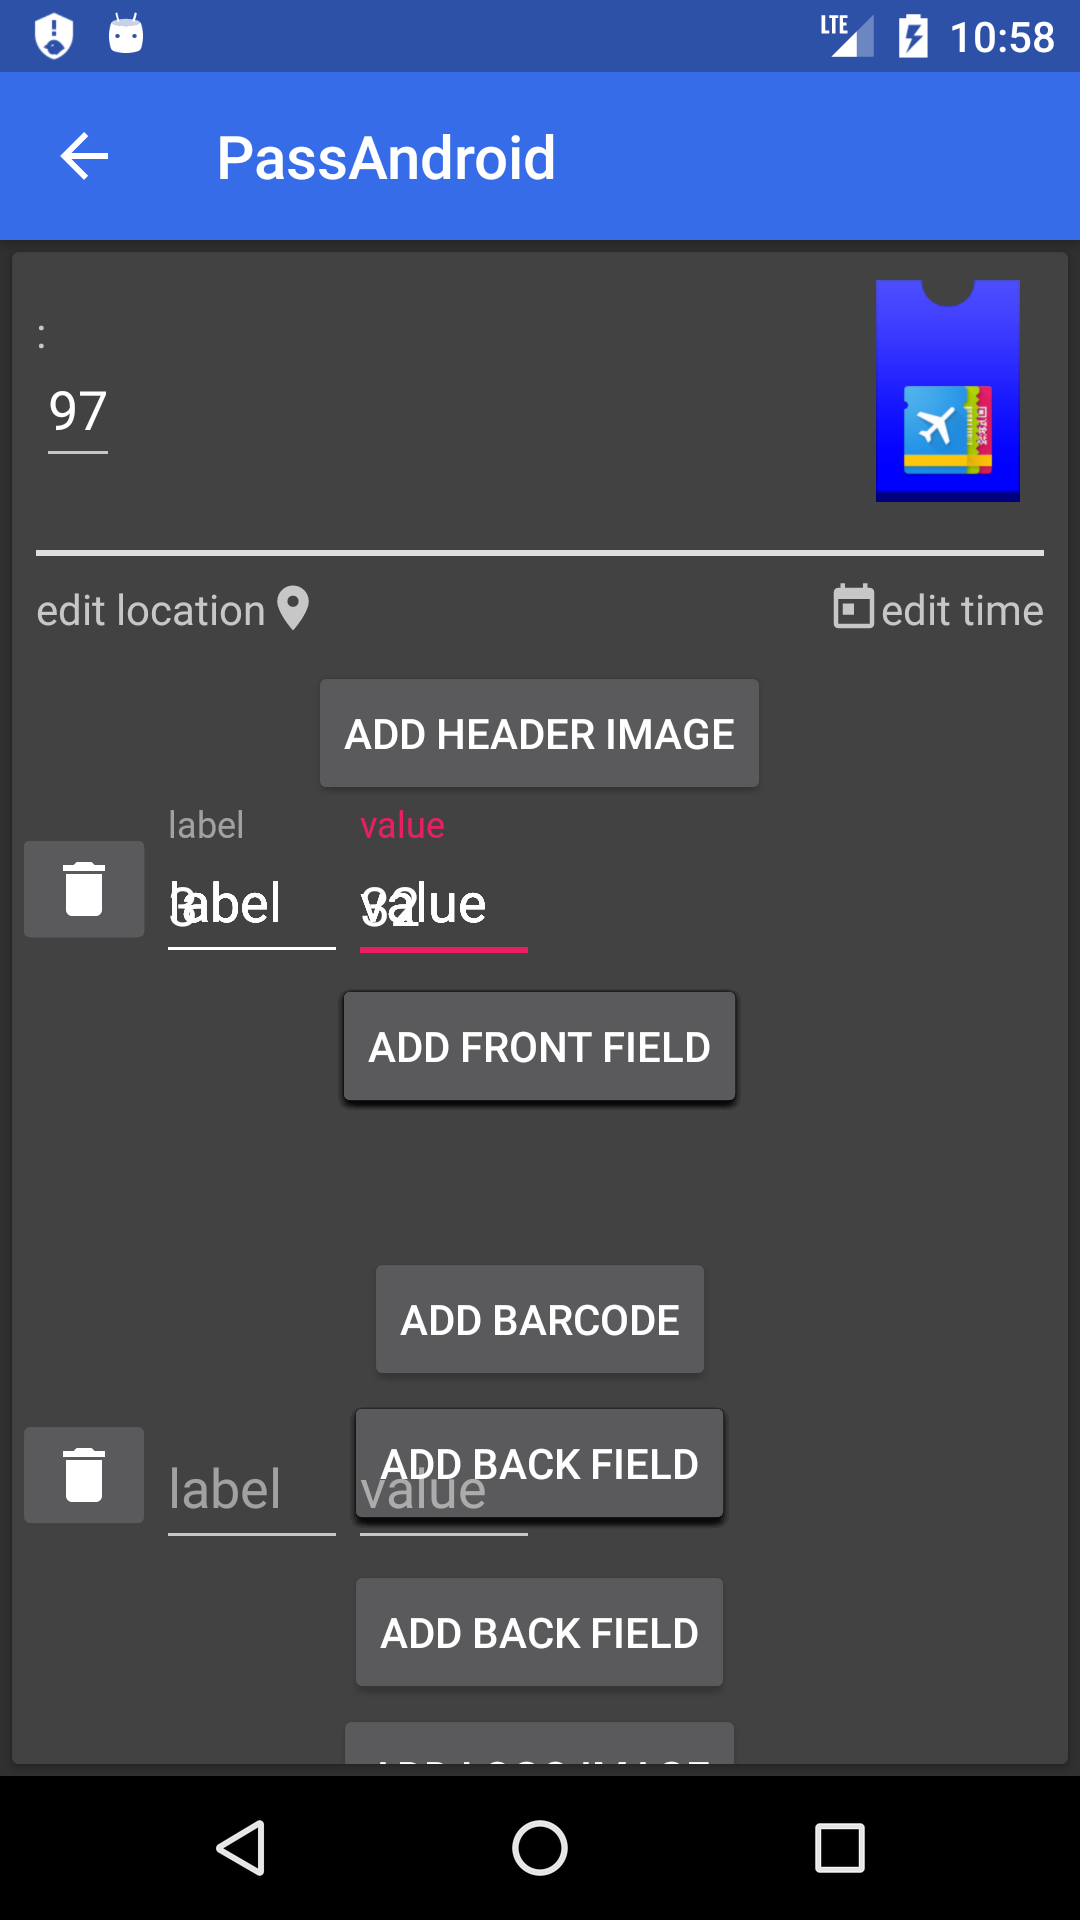 LTE 10:58
PassAndroid
:
97
edit location edit time
ADD HEADER IMAGE
label value
label value
ADD FRONT FIELD
ADD BARCODE
ADD BACK FIELD
label value
ADD BACK FIELD